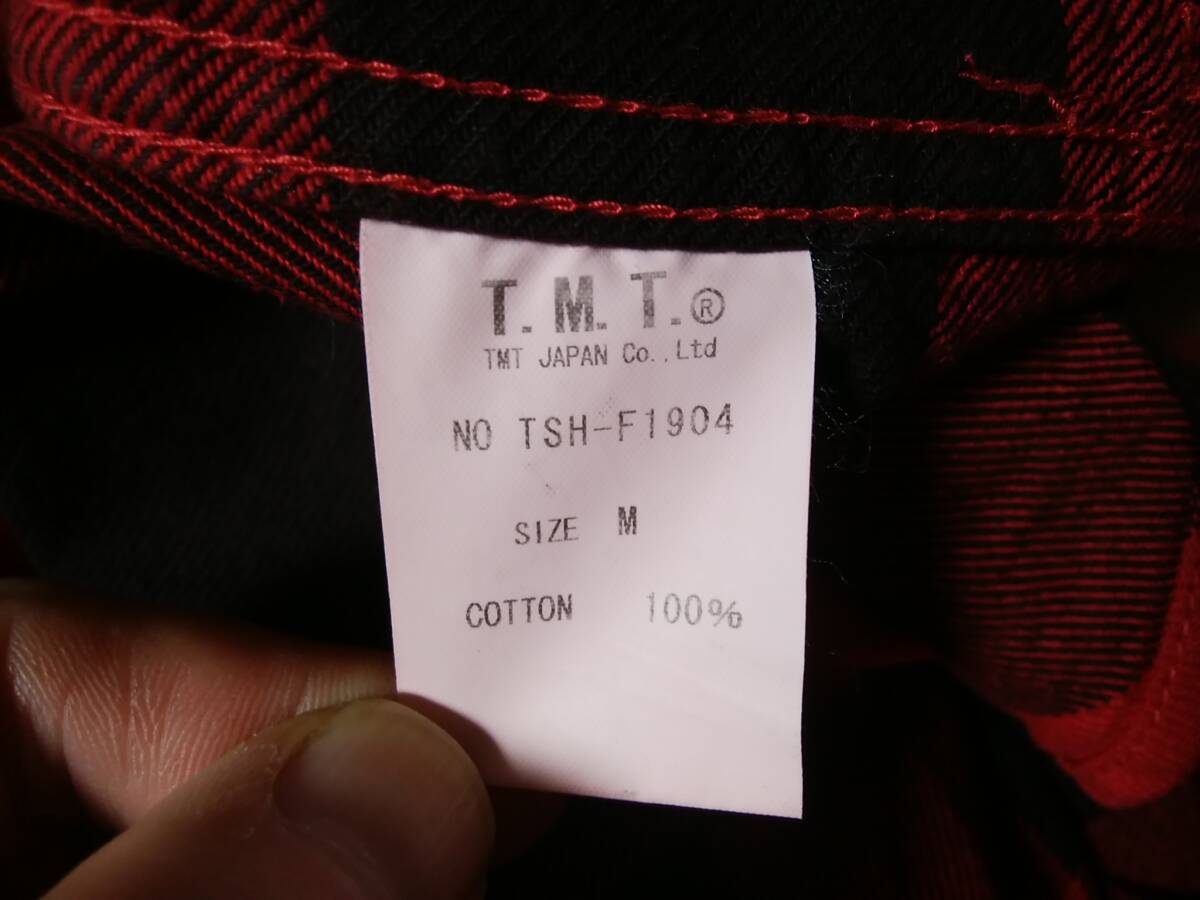 T.M.T.®
TMT JAPAN Co.,Ltd
NO TSH-F1904
SIZE M
COTTON 100%